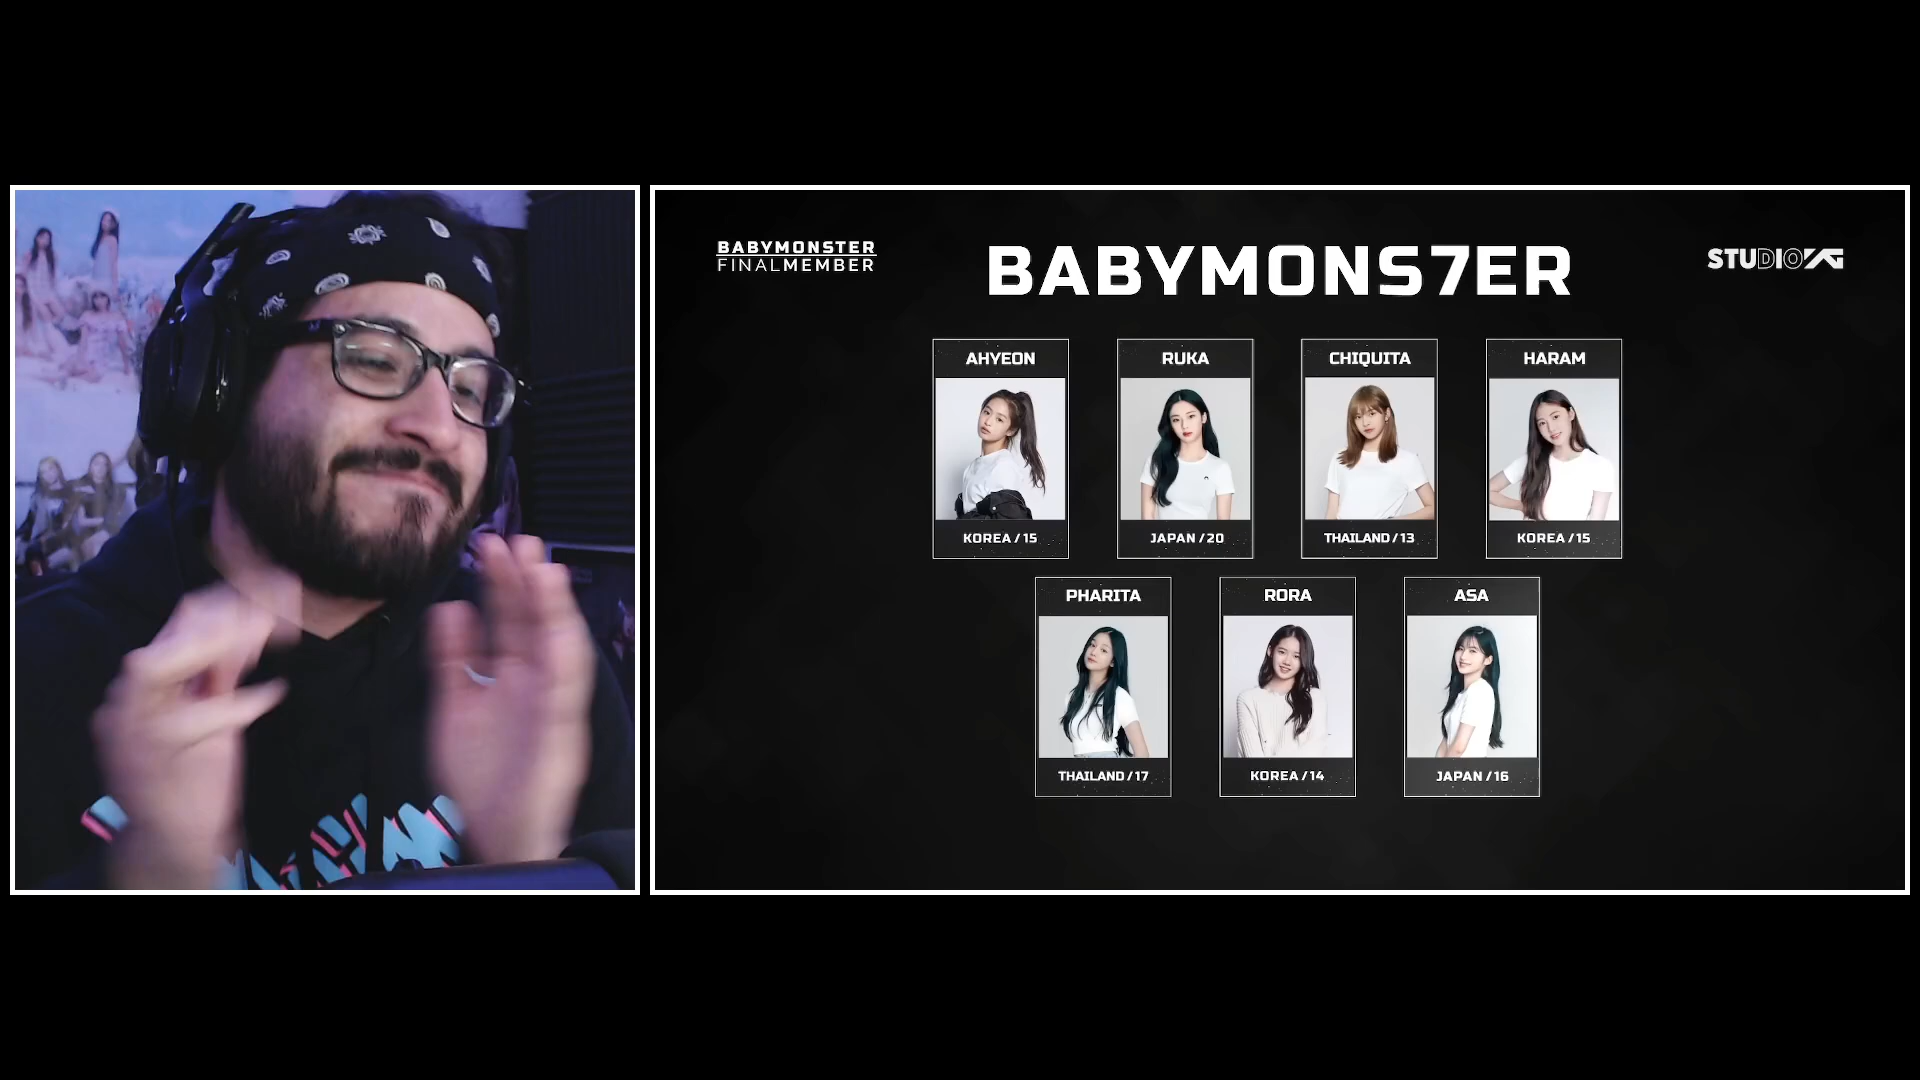 BABYMONSTER
FINALMEMBER
BABYMONS7ER
STUDIO YG
AHYEON
KOREA / 15
RUKA
JAPAN / 20
CHIQUITA
THAILAND / 13
HARAM
KOREA / 15
PHARITA
THAILAND / 17
RORA
KOREA / 14
ASA
JAPAN / 16